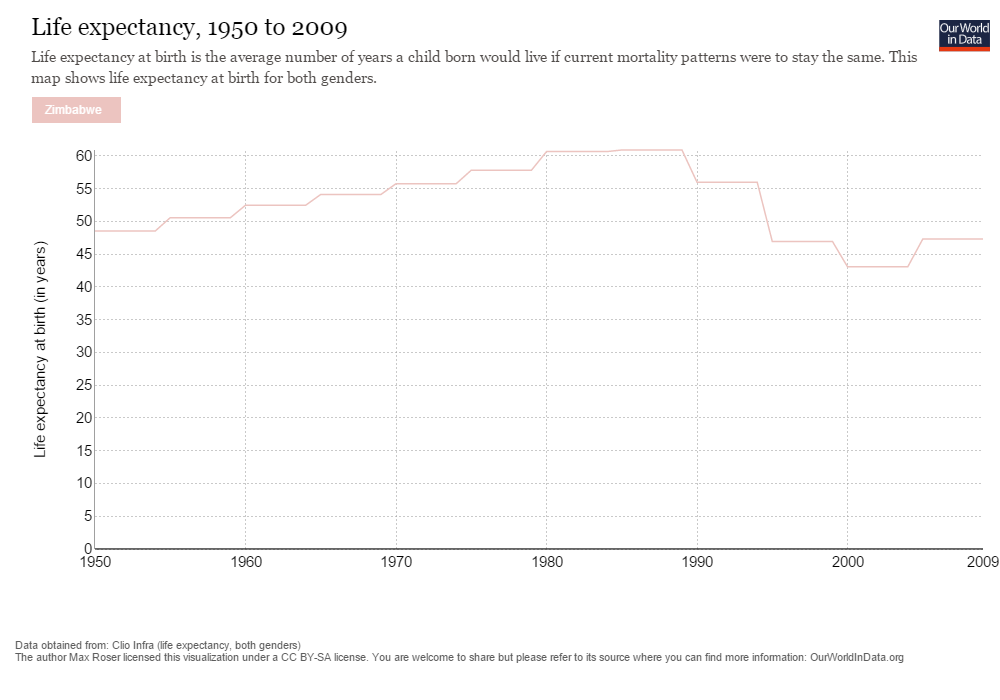 Life expectancy, 1950 to 2009
Our World
in Data
Life expectancy at birth is the average number of years a child born would live if current mortality patterns were to stay the same. This
map shows life expectancy at birth for both genders.
Zimbabwe
Life expectancy at birth (in years)
60
55
50
45
40
35
30
25
20
15
10
5
0
1950 1960 1970 1980 1990 2000 2009
Data obtained from: Clio Infra (life expectancy, both genders)
The author Max Roser licensed this visualization under a CC BY-SA license. You are welcome to share but please refer to its source where you can find more information: OurWorldInData.org